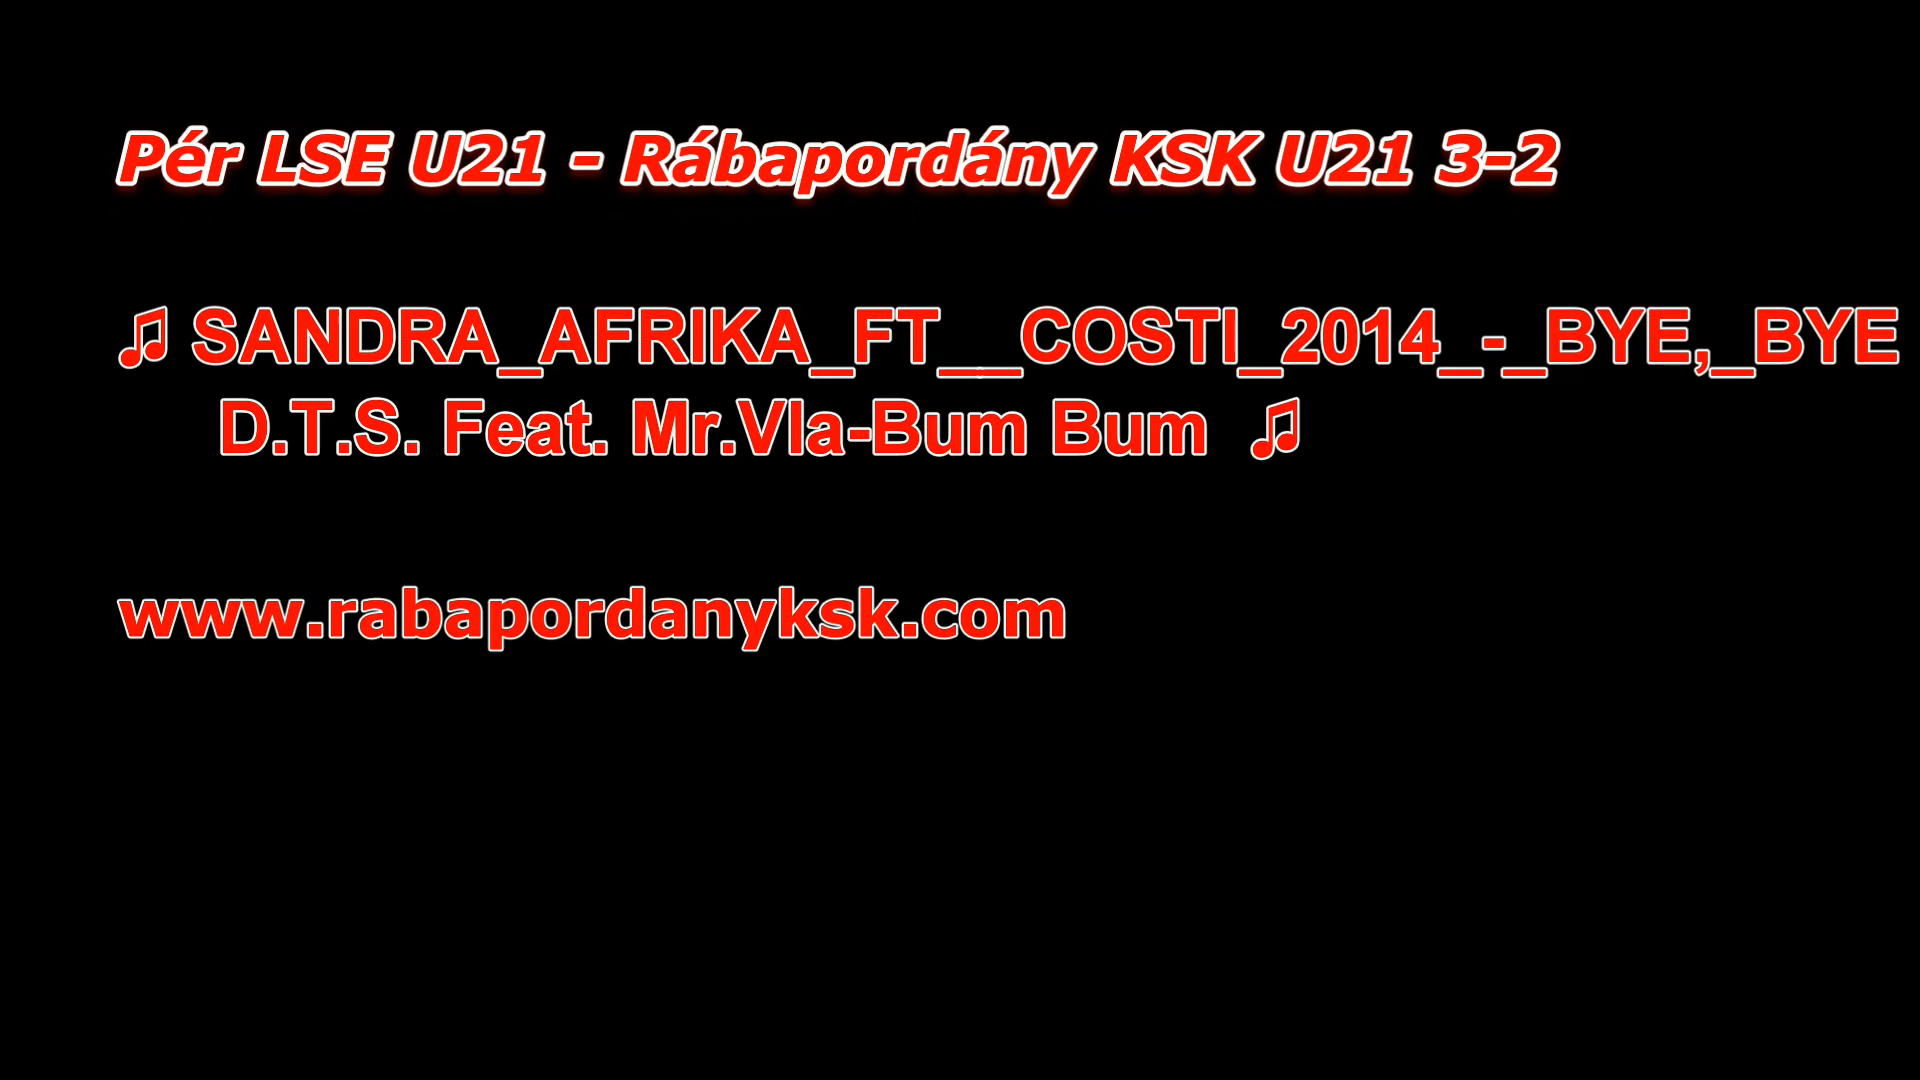 Pér LSE U21 - Rábapordány KSK U21 3-2
♫ SANDRA_AFRIKA_FT__COSTI_2014_-_BYE,_BYE
D.T.S. Feat. Mr.Vla-Bum Bum ♫
www.rabapordanyksk.com